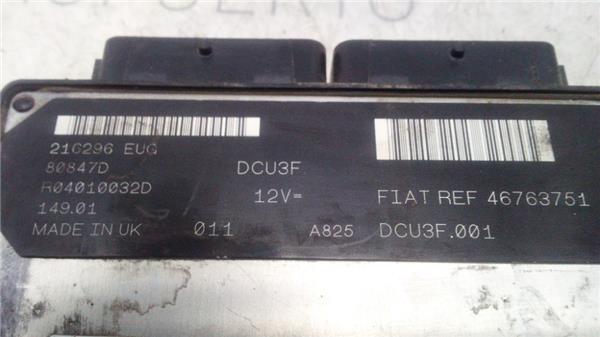 216296 EUG
80847D DCU3F
R04010032D 12V= FIAT REF 46763751
149.01
MADE IN UK 011 A825 DCU3F.001